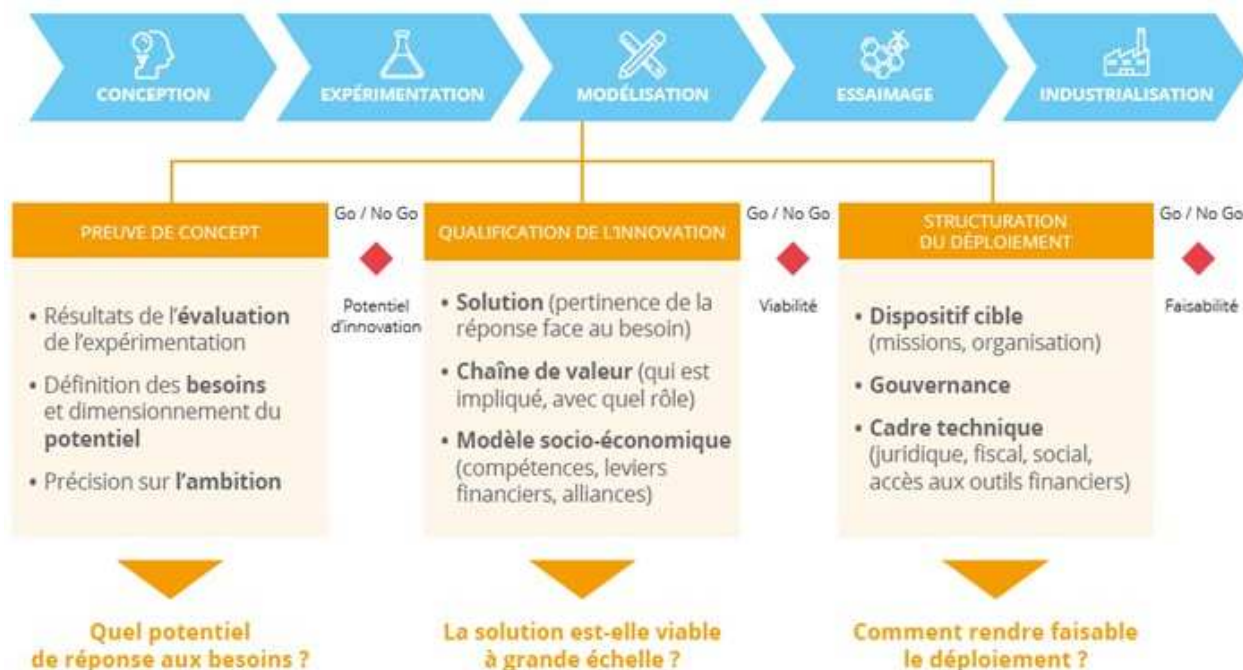 CONCEPTION
EXPÉRIMENTATION
MODÉLISATION
ESSAIMAGE
INDUSTRIALISATION
PREUVE DE CONCEPT
• Résultats de l'évaluation
de l'expérimentation
• Définition des besoins
et dimensionnement du
potentiel
• Précision sur l'ambition
Quel potentiel
de réponse aux besoins ?
Go / No Go
Potentiel
d'innovation
QUALIFICATION DE L'INNOVATION
• Solution (pertinence de la
réponse face au besoin)
• Chaîne de valeur (qui est
impliqué, avec quel rôle)
• Modèle socio-économique
(compétences, leviers
financiers, alliances)
La solution est-elle viable
à grande échelle ?
Go / No Go
Viabilité
STRUCTURATION
DU DÉPLOIEMENT
• Dispositif cible
(missions, organisation)
• Gouvernance
• Cadre technique
(juridique, fiscal, social,
accès aux outils financiers)
Comment rendre faisable
le déploiement ?
Go / No Go
Faisabilité